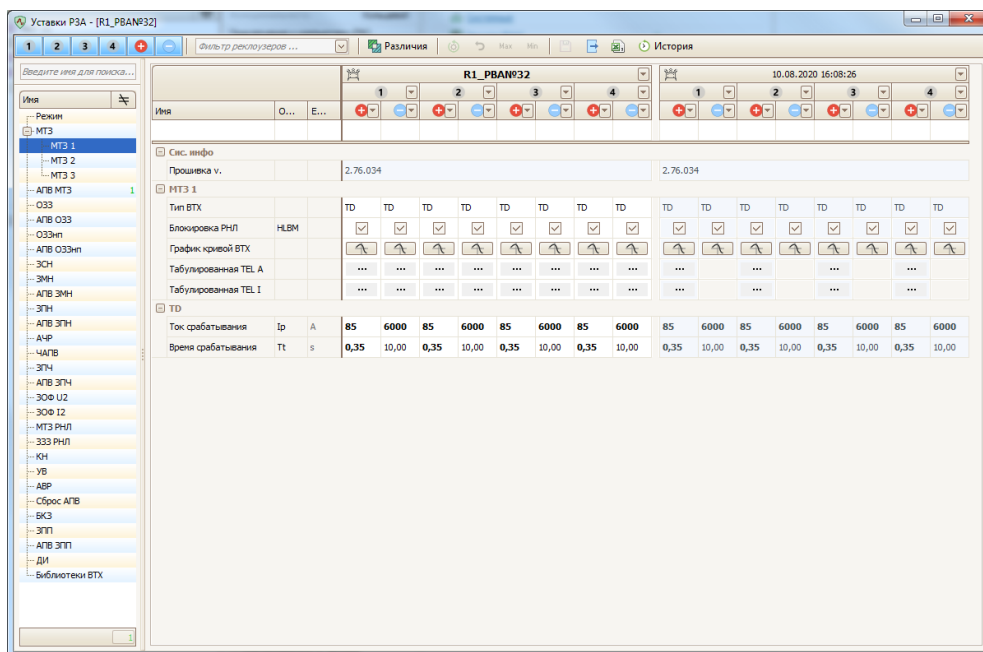 Уставки РЗА - [R1_РВА№32]
1 2 3 4 Фильтр реклоузеров ... Различия Max Min История
Введите имя для поиска...
Имя
Режим
МТЗ
МТЗ 1
МТЗ 2
МТЗ 3
АПВ МТЗ 1
ОЗЗ
АПВ ОЗЗ
ОЗЗнп
АПВ ОЗЗнп
ЗСН
ЗМН
АПВ ЗМН
ЗПН
АПВ ЗПН
АЧР
ЧАПВ
ЗПЧ
АПВ ЗПЧ
ЗОФ U2
ЗОФ I2
МТЗ РНЛ
ЗЗЗ РНЛ
КН
УВ
АВР
Сброс АПВ
БКЗ
ЗПП
АПВ ЗПП
ДИ
Библиотеки ВТХ
1
R1_РВА№32 10.08.2020 16:08:26
1 2 3 4 1 2 3 4
Имя О... Е...
Сис. инфо
Прошивка v. 2.76.034 2.76.034
МТЗ 1
Тип ВТХ TD TD TD TD TD TD TD TD TD TD TD TD TD TD TD TD
Блокировка РНЛ HLBM
График кривой ВТХ
Табулированная TEL A ... ... ... ... ... ... ... ... ... ... ... ...
Табулированная TEL I ... ... ... ... ... ... ... ... ... ... ... ...
TD
Ток срабатывания Ip A 85 6000 85 6000 85 6000 85 6000 85 6000 85 6000 85 6000 85 6000
Время срабатывания Tt s 0,35 10,00 0,35 10,00 0,35 10,00 0,35 10,00 0,35 10,00 0,35 10,00 0,35 10,00 0,35 10,00